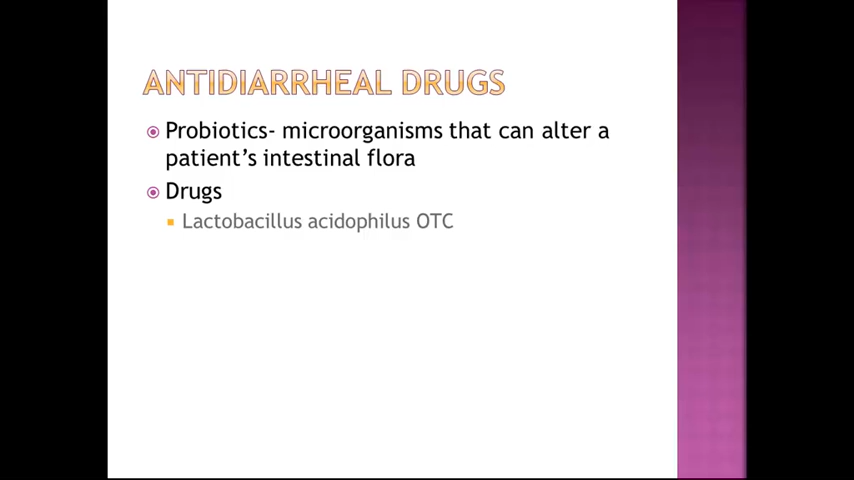 ANTIDIARRHEAL DRUGS
Probiotics- microorganisms that can alter a
patient’s intestinal flora
Drugs
Lactobacillus acidophilus OTC